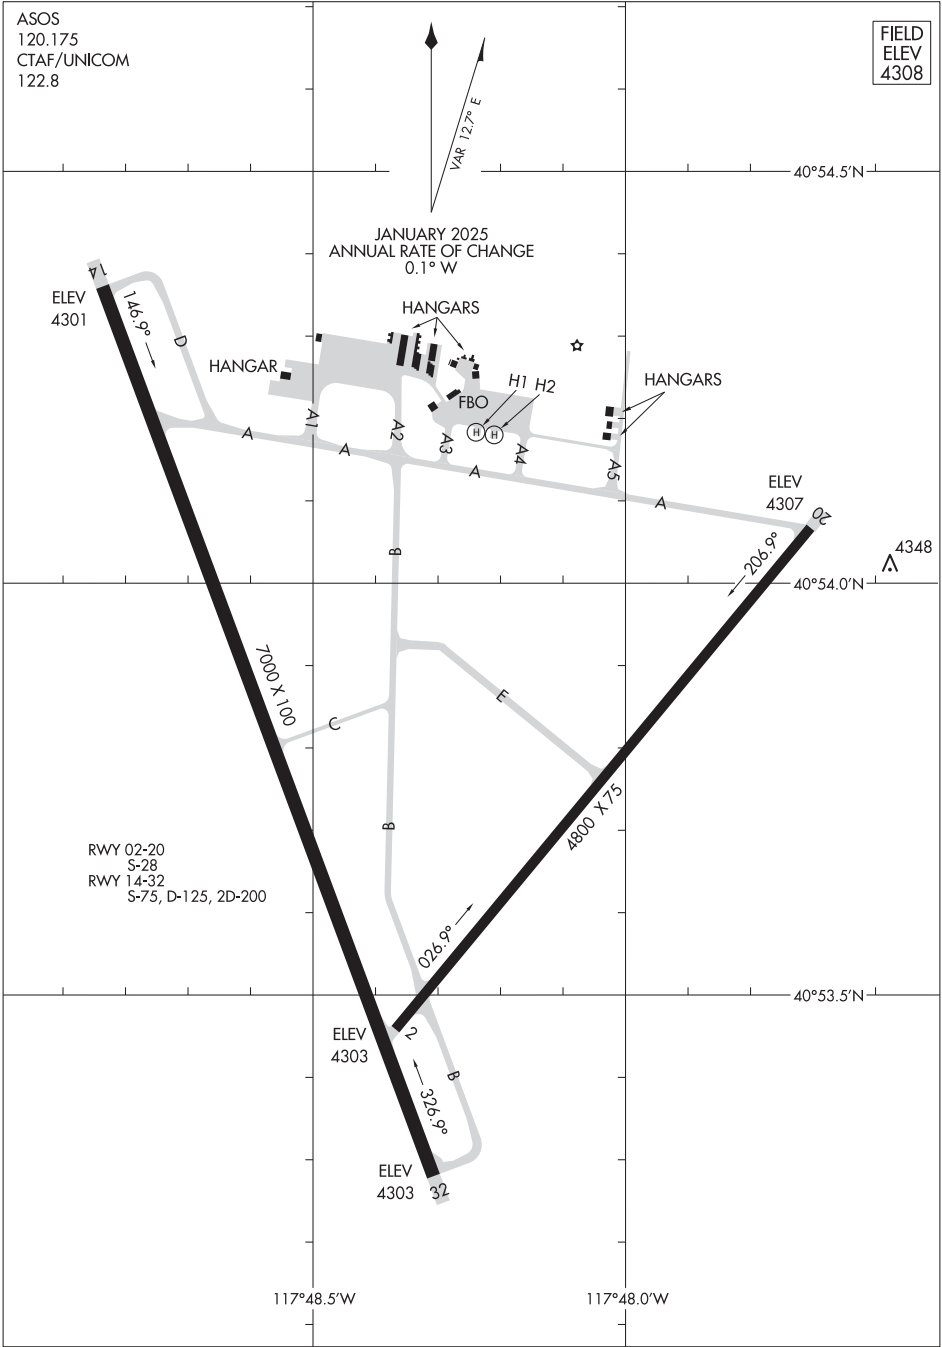 ASOS
120.175
CTAF/UNICOM
122.8
FIELD
ELEV
4308
VAR 12.7° E
40°54.5'N
JANUARY 2025
ANNUAL RATE OF CHANGE
0.1° W
14
ELEV
4301
146.9°
D
HANGARS
HANGAR
H1 H2
HANGARS
FBO
H
H
A
A1
A
A2
A3
A
A4
A5
A
ELEV
4307
20
206.9°
4348
40°54.0'N
B
7000 X 100
C
E
4800 X 75
B
RWY 02-20
S-28
RWY 14-32
S-75, D-125, 2D-200
026.9°
40°53.5'N
ELEV
4303
2
B
326.9°
ELEV
4303
32
117°48.5'W
117°48.0'W